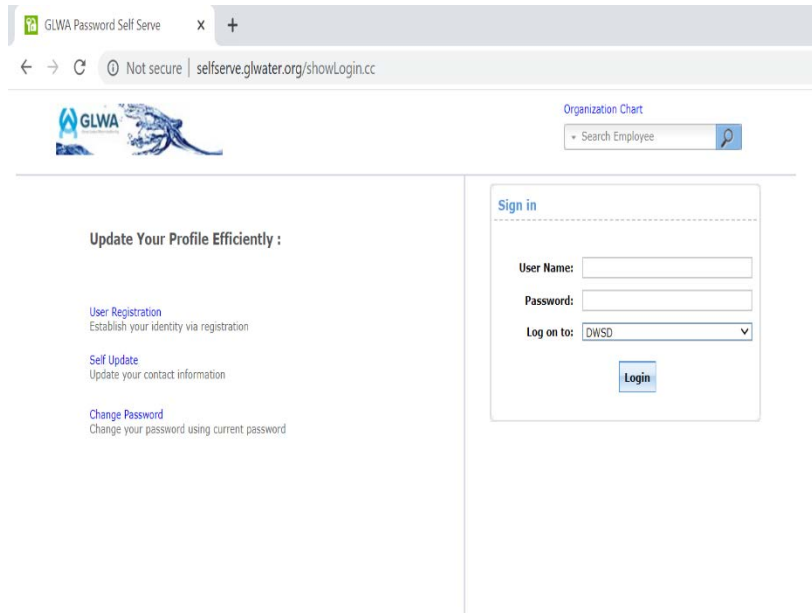 GLWA Password Self Serve
Not secure | selfserve.glwater.org/showLogin.cc
GLWA
Organization Chart
Search Employee
Sign in
Update Your Profile Efficiently :
User Name:
Password:
Log on to: DWSD
Login
User Registration
Establish your identity via registration
Self Update
Update your contact information
Change Password
Change your password using current password